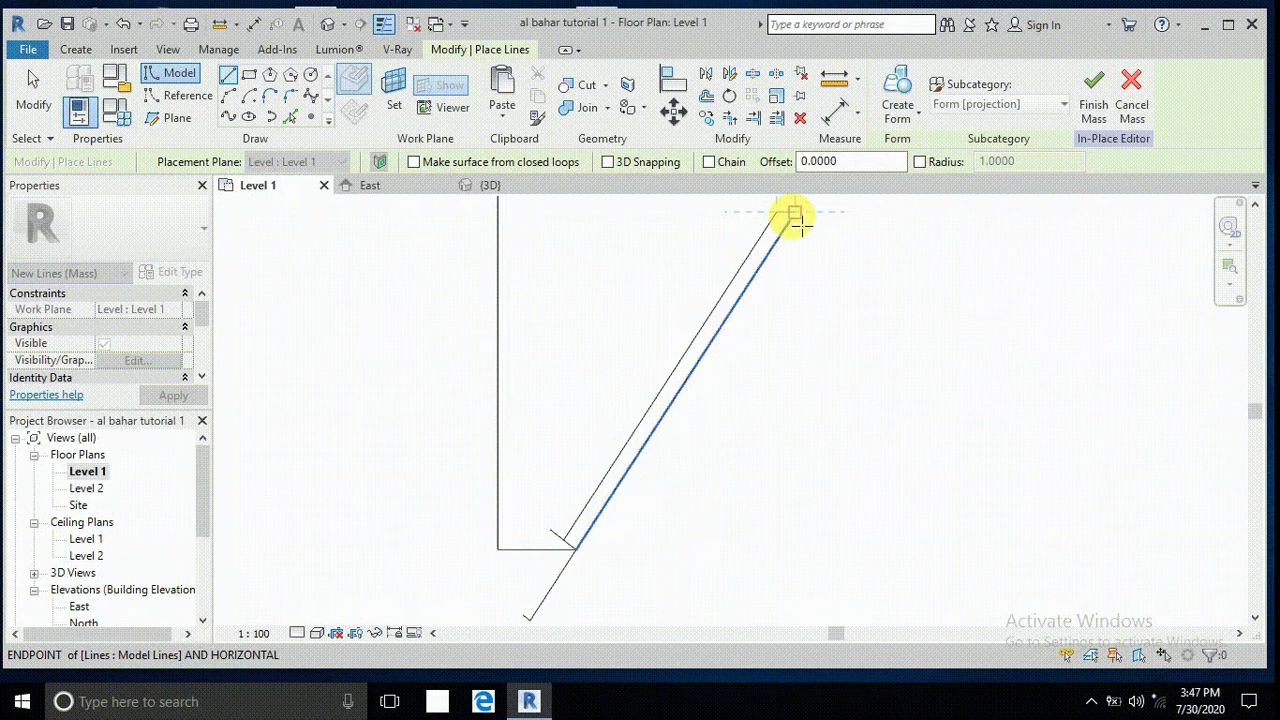 al bahar tutorial 1 - Floor Plan: Level 1
Type a keyword or phrase
Sign In
File Create Insert View Manage Add-Ins Lumion® V-Ray Modify | Place Lines
Modify
Model
Reference
Plane
Set
Show
Viewer
Paste
Cut
Join
Create
Form
Subcategory:
Form [projection]
Finish
Mass
Cancel
Mass
Select Properties Draw Work Plane Clipboard Geometry Modify Measure Form Subcategory In-Place Editor
Modify | Place Lines Placement Plane: Level : Level 1 Make surface from closed loops 3D Snapping Chain Offset: 0.0000 Radius: 1.0000
Properties
Level 1 East {3D}
R
New Lines (Mass) Edit Type
Constraints
Work Plane Level : Level 1
Graphics
Visible
Visibility/Grap... Edit...
Identity Data
Properties help Apply
Project Browser - al bahar tutorial 1
Views (all)
Floor Plans
Level 1
Level 2
Site
Ceiling Plans
Level 1
Level 2
3D Views
Elevations (Building Elevation
East
North
1 : 100
Activate Windows
Go to Settings to activate Windows.
ENDPOINT of [Lines : Model Lines] AND HORIZONTAL
:0
Type here to search
3:47 PM
7/30/2020